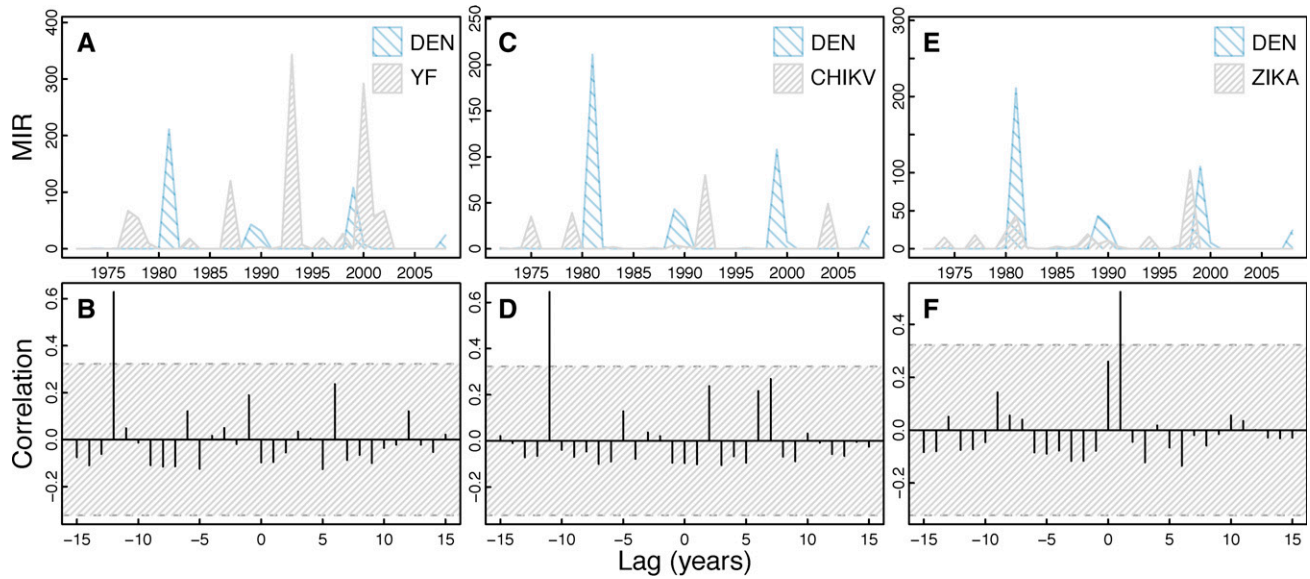 A
DEN
YF
400
300
200
100
0
MIR
1975 1980 1985 1990 1995 2000 2005
C
DEN
CHIKV
250
200
150
100
50
0
1975 1980 1985 1990 1995 2000 2005
E
DEN
ZIKA
300
200
100
50
0
1975 1980 1985 1990 1995 2000 2005
B
0.6
0.4
0.2
0.0
−0.2
Correlation
−15 −10 −5 0 5 10 15
D
0.6
0.4
0.2
0.0
−0.2
−15 −10 −5 0 5 10 15
F
0.4
0.2
0.0
−0.2
−15 −10 −5 0 5 10 15
Lag (years)